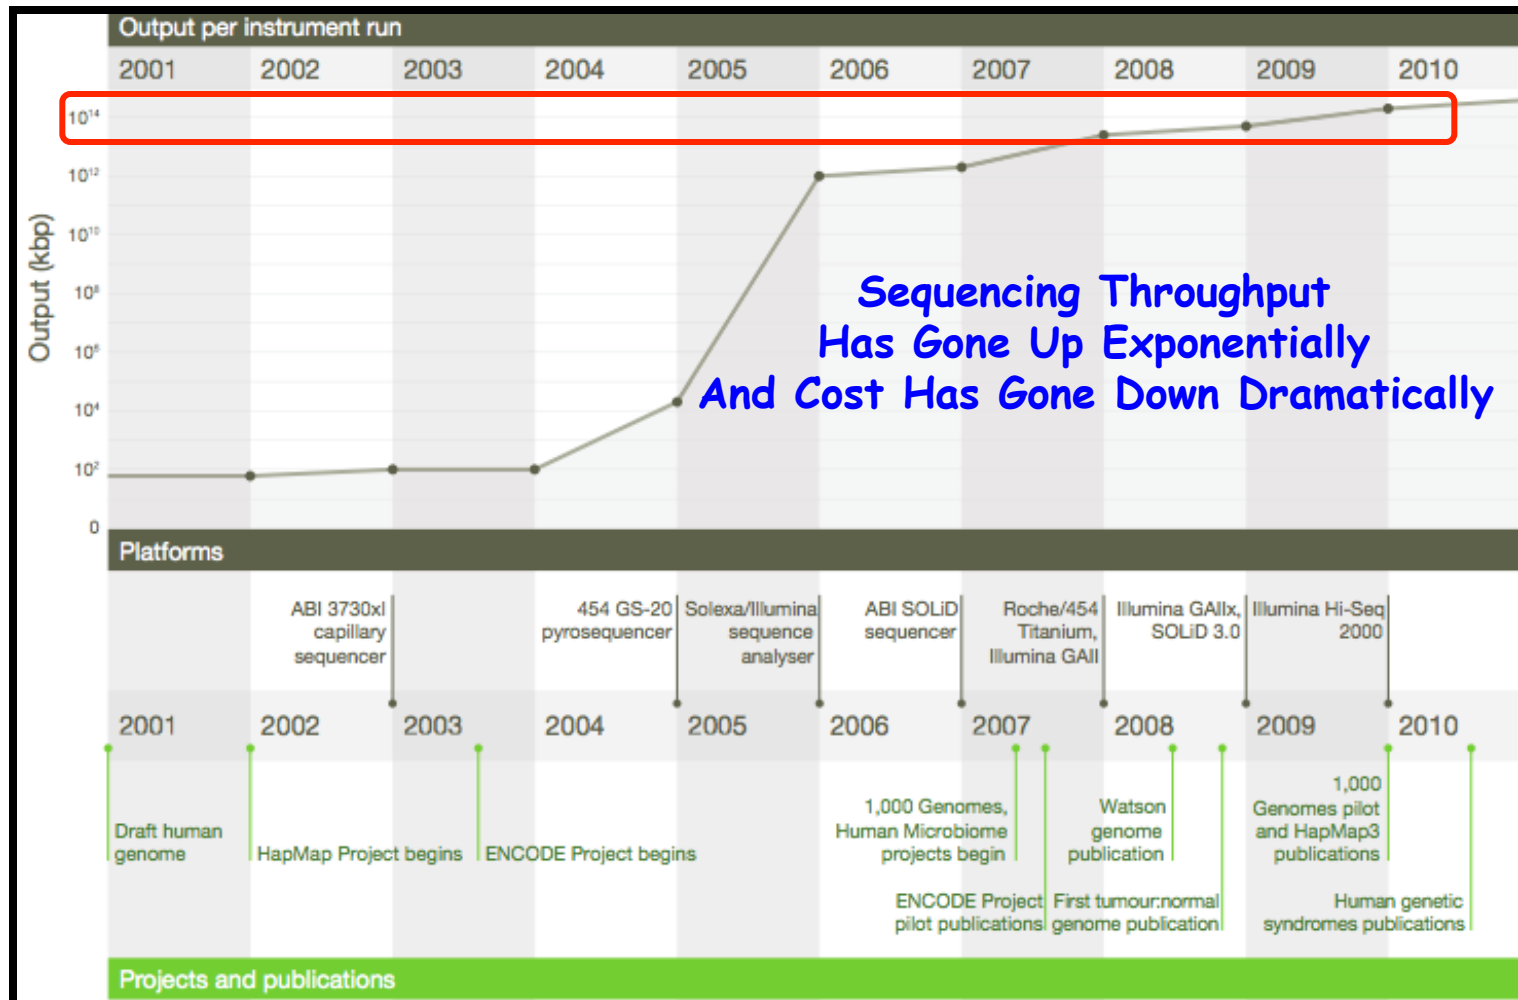 Output per instrument run
2001 2002 2003 2004 2005 2006 2007 2008 2009 2010
Output (kbp)
10¹⁴
10¹²
10¹⁰
10⁸
10⁶
10⁴
10²
0
Sequencing Throughput
Has Gone Up Exponentially
And Cost Has Gone Down Dramatically
Platforms
ABI 3730xl
capillary
sequencer
454 GS-20
pyrosequencer
Solexa/Illumina
sequence
analyser
ABI SOLiD
sequencer
Roche/454
Titanium,
Illumina GAII
Illumina GAIIx,
SOLiD 3.0
Illumina Hi-Seq
2000
2001 2002 2003 2004 2005 2006 2007 2008 2009 2010
Draft human
genome
HapMap Project begins
ENCODE Project begins
1,000 Genomes,
Human Microbiome
projects begin
ENCODE Project
pilot publications
Watson
genome
publication
First tumour:normal
genome publication
1,000
Genomes pilot
and HapMap3
publications
Human genetic
syndromes publications
Projects and publications